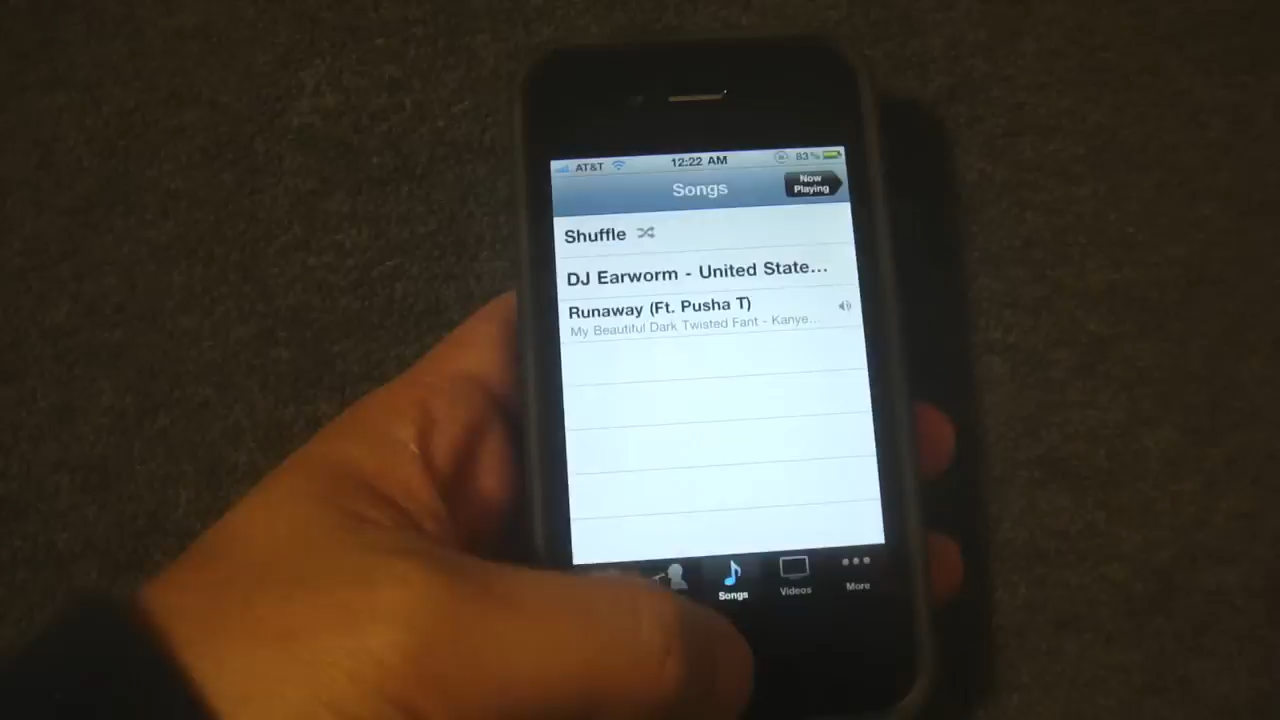 AT&T 12:22 AM 83%
Songs
Now
Playing
Shuffle
DJ Earworm - United State...
Runaway (Ft. Pusha T)
My Beautiful Dark Twisted Fant - Kanye...
Songs Videos More